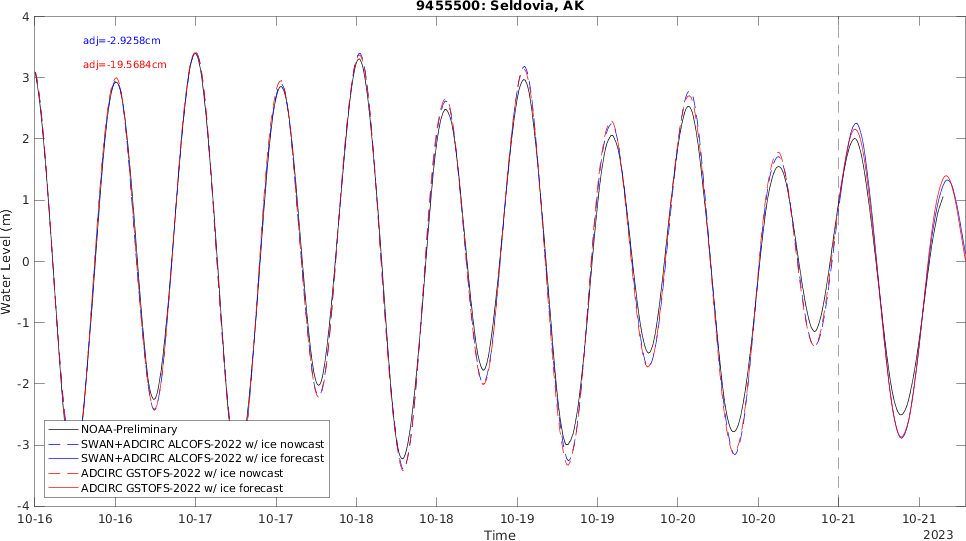 9455500: Seldovia, AK
adj=-2.9258cm
adj=-19.5684cm
Water Level (m)
4
3
2
1
0
-1
-2
-3
-4
NOAA-Preliminary
SWAN+ADCIRC ALCOFS-2022 w/ ice nowcast
SWAN+ADCIRC ALCOFS-2022 w/ ice forecast
ADCIRC GSTOFS-2022 w/ ice nowcast
ADCIRC GSTOFS-2022 w/ ice forecast
10-16 10-16 10-17 10-17 10-18 10-18 10-19 10-19 10-20 10-20 10-21 10-21
Time
2023